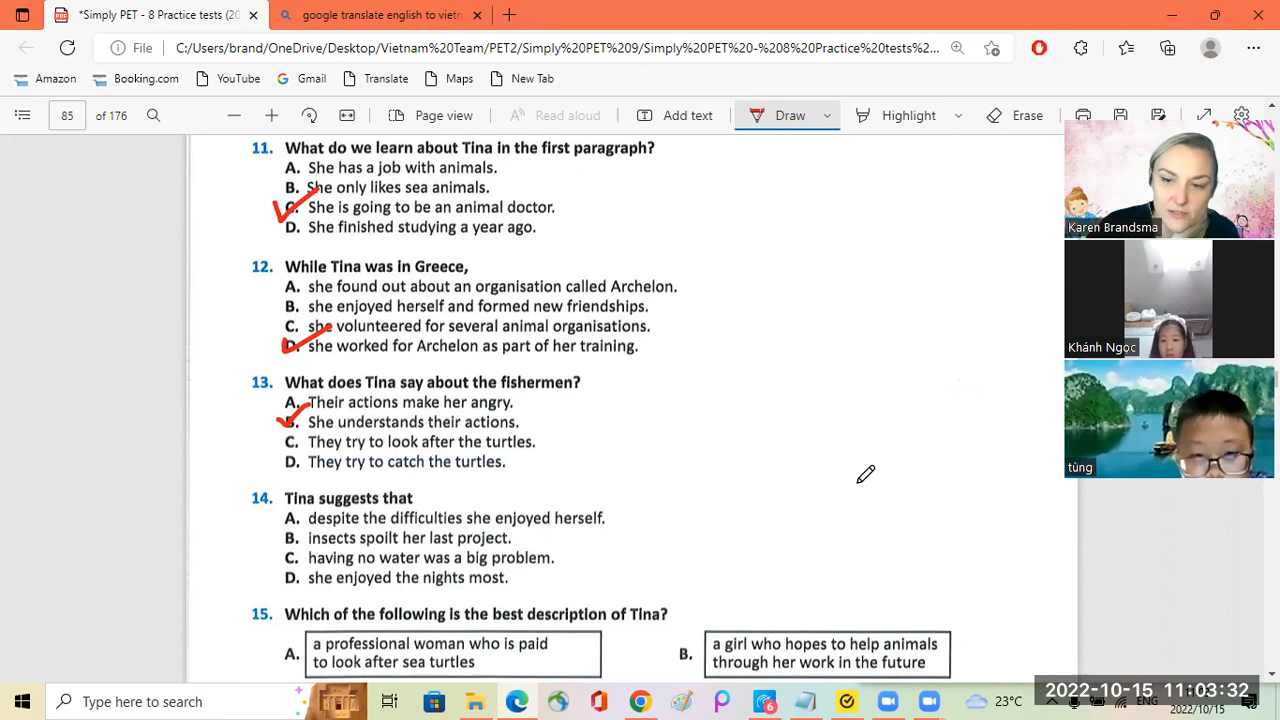 *Simply PET - 8 Practice tests (20
google translate english to vietn
File
C:/Users/brand/OneDrive/Desktop/Vietnam%20Team/PET2/Simply%20PET%209/Simply%20PET%20-%208%20Practice%20tests%2...
Amazon
Booking.com
YouTube
Gmail
Translate
Maps
New Tab
85 of 176
Page view
Read aloud
Add text
Draw
Highlight
Erase
11. What do we learn about Tina in the first paragraph?
A. She has a job with animals.
B. She only likes sea animals.
C. She is going to be an animal doctor.
D. She finished studying a year ago.
12. While Tina was in Greece,
A. she found out about an organisation called Archelon.
B. she enjoyed herself and formed new friendships.
C. she volunteered for several animal organisations.
D. she worked for Archelon as part of her training.
13. What does Tina say about the fishermen?
A. Their actions make her angry.
B. She understands their actions.
C. They try to look after the turtles.
D. They try to catch the turtles.
14. Tina suggests that
A. despite the difficulties she enjoyed herself.
B. insects spoilt her last project.
C. having no water was a big problem.
D. she enjoyed the nights most.
15. Which of the following is the best description of Tina?
A. a professional woman who is paid
to look after sea turtles
B. a girl who hopes to help animals
through her work in the future
Karen Brandsma
Khánh Ngọc
tùng
Type here to search
6
23°C
2022-10-15 11:03:32
2022/10/15